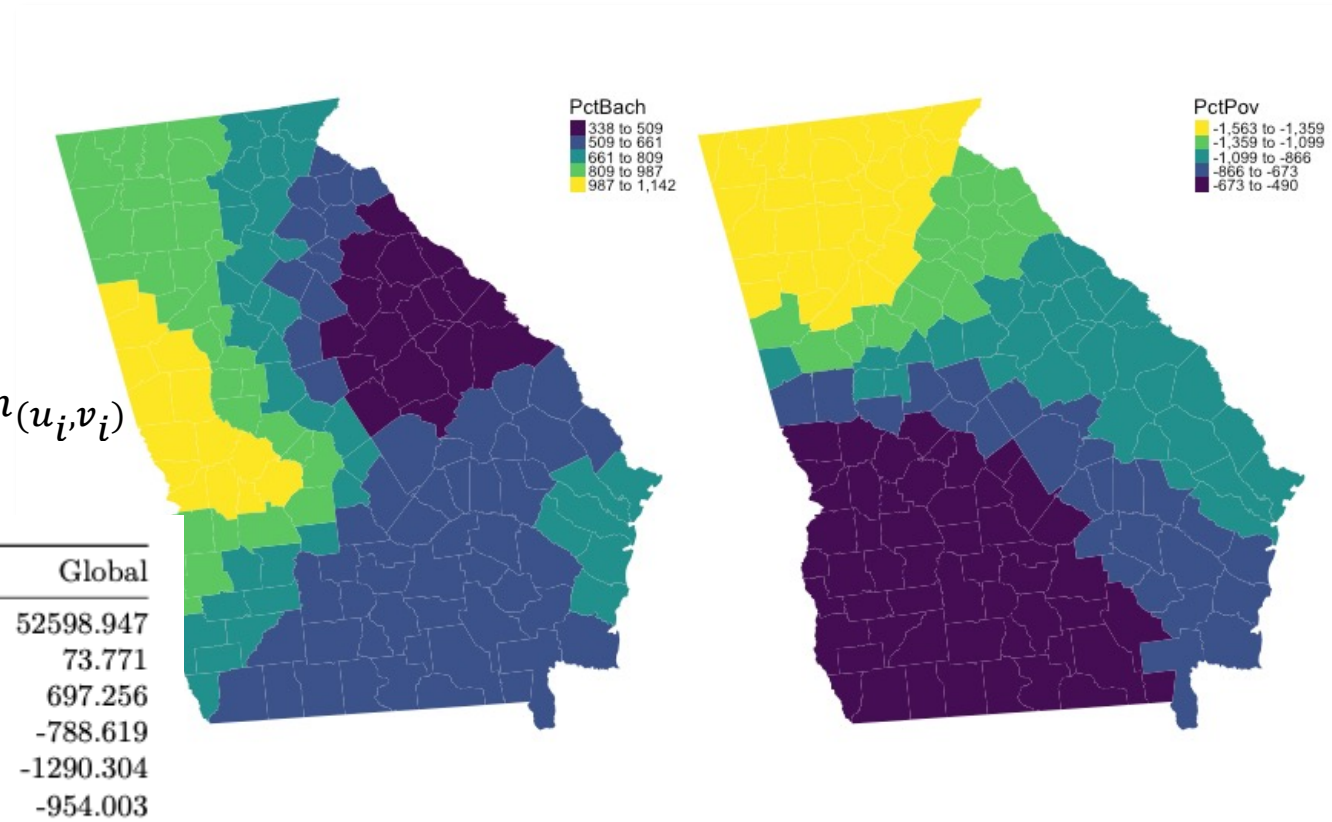 PctBach
338 to 509
509 to 661
661 to 809
809 to 987
987 to 1,142
PctPov
-1,563 to -1,359
-1,359 to -1,099
-1,099 to -866
-866 to -673
-673 to -490
(uᵢ,vᵢ)
Global
52598.947
73.771
697.256
-788.619
-1290.304
-954.003